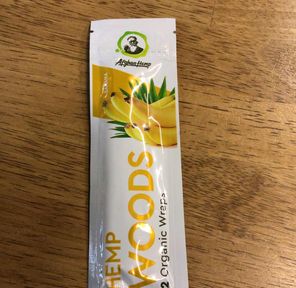 Afghan Hemp
HEMP
WOODS
2 Organic Wraps